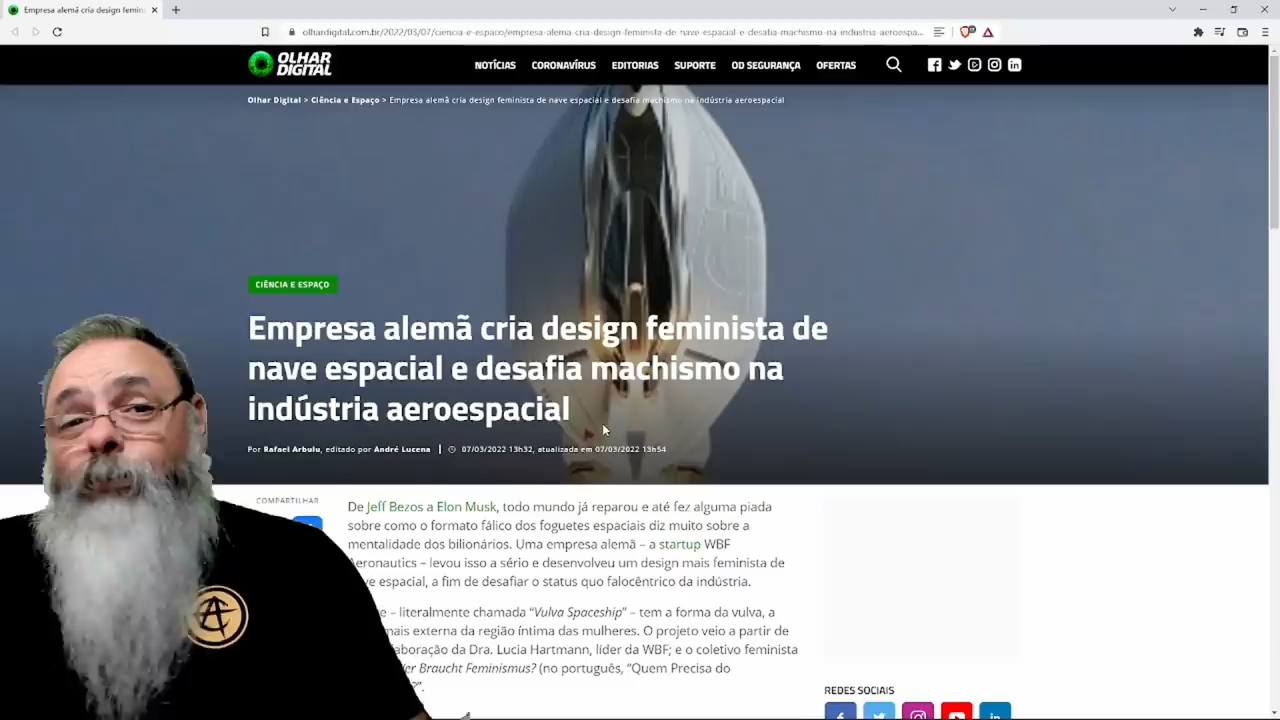 Empresa alemã cria design femin
olhardigital.com.br/2022/03/07/ciencia-e-espaco/empresa-alema-cria-design-feminista-de-nave-espacial-e-desafia-machismo-na-industria-aeroespa...
OLHAR DIGITAL
NOTÍCIAS CORONAVÍRUS EDITORIAS SUPORTE OD SEGURANÇA OFERTAS
Olhar Digital > Ciência e Espaço > Empresa alemã cria design feminista de nave espacial e desafia machismo na indústria aeroespacial
CIÊNCIA E ESPAÇO
Empresa alemã cria design feminista de
nave espacial e desafia machismo na
indústria aeroespacial
Por Rafael Arbulu, editado por André Lucena | 07/03/2022 13h32, atualizada em 07/03/2022 13h54
COMPARTILHAR
De Jeff Bezos a Elon Musk, todo mundo já reparou e até fez alguma piada
sobre como o formato fálico dos foguetes espaciais diz muito sobre a
mentalidade dos bilionários. Uma empresa alemã – a startup WBF
Aeronautics – levou isso a sério e desenvolveu um design mais feminista de
ve espacial, a fim de desafiar o status quo falocêntrico da indústria.
e – literalmente chamada “Vulva Spaceship” – tem a forma da vulva, a
mais externa da região íntima das mulheres. O projeto veio a partir de
laboração da Dra. Lucia Hartmann, líder da WBF; e o coletivo feminista
er Braucht Feminismus? (no português, “Quem Precisa do
?”.
REDES SOCIAIS